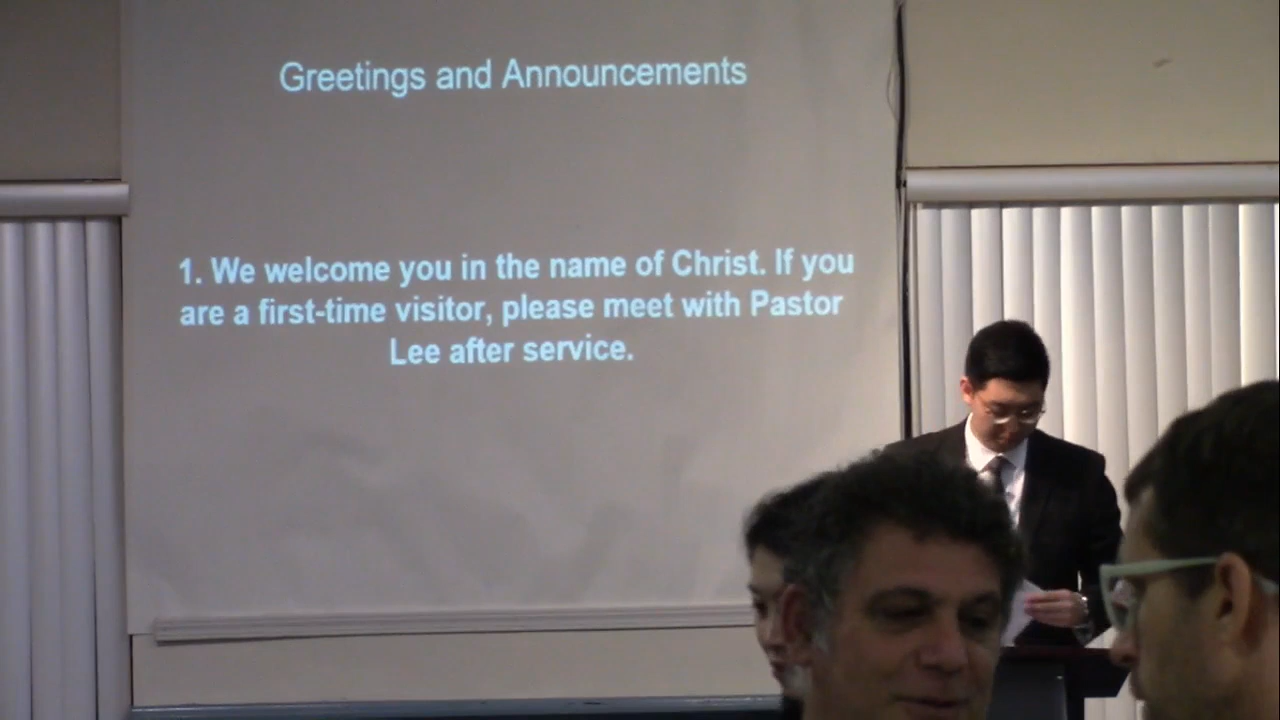 Greetings and Announcements
1. We welcome you in the name of Christ. If you
are a first-time visitor, please meet with Pastor
Lee after service.